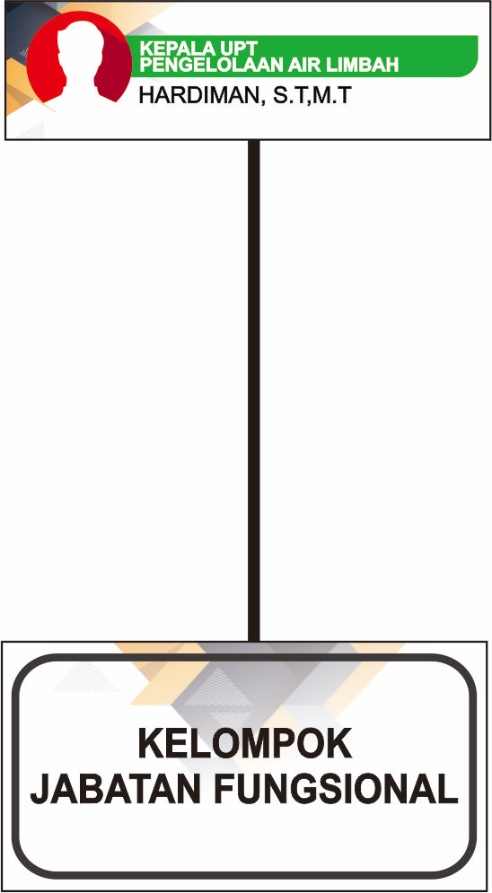 KEPALA UPT
PENGELOLAAN AIR LIMBAH
HARDIMAN, S.T,M.T
KELOMPOK
JABATAN FUNGSIONAL